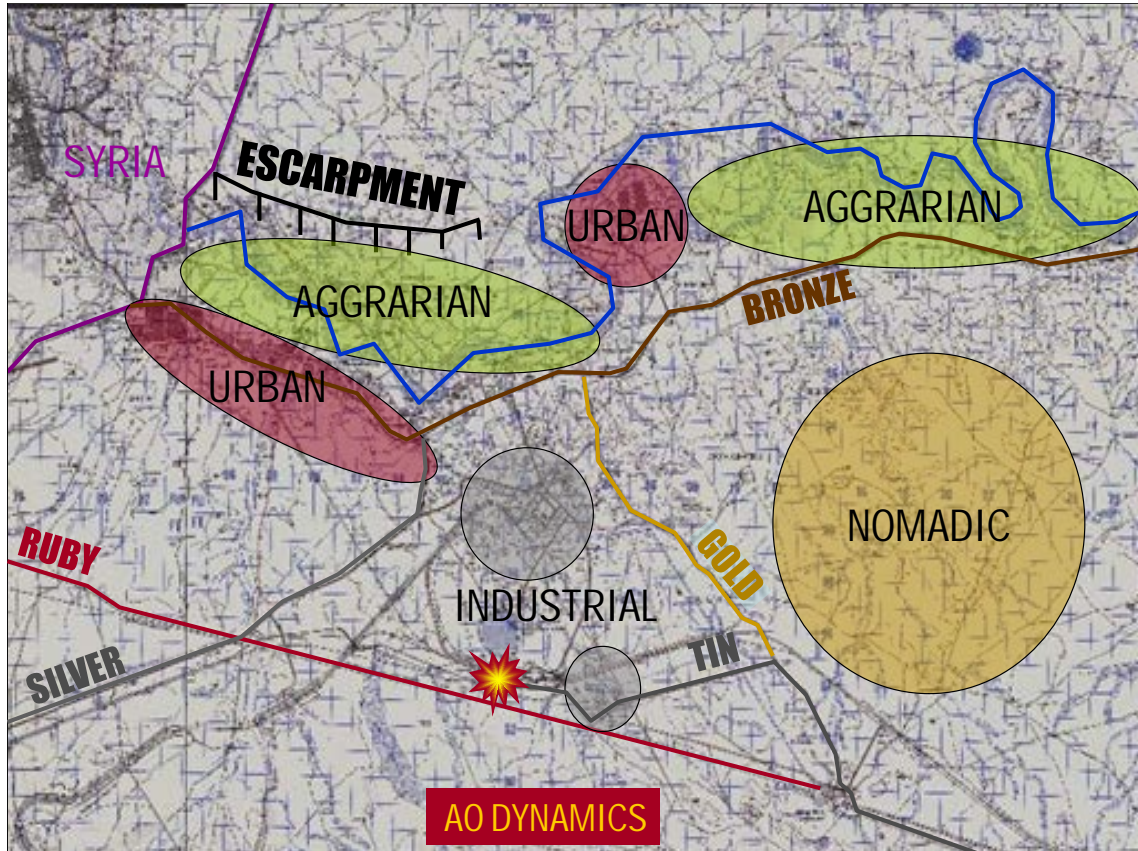 SYRIA
ESCARPMENT
URBAN
AGGRARIAN
AGGRARIAN
BRONZE
URBAN
NOMADIC
RUBY
GOLD
INDUSTRIAL
SILVER
TIN
AO DYNAMICS